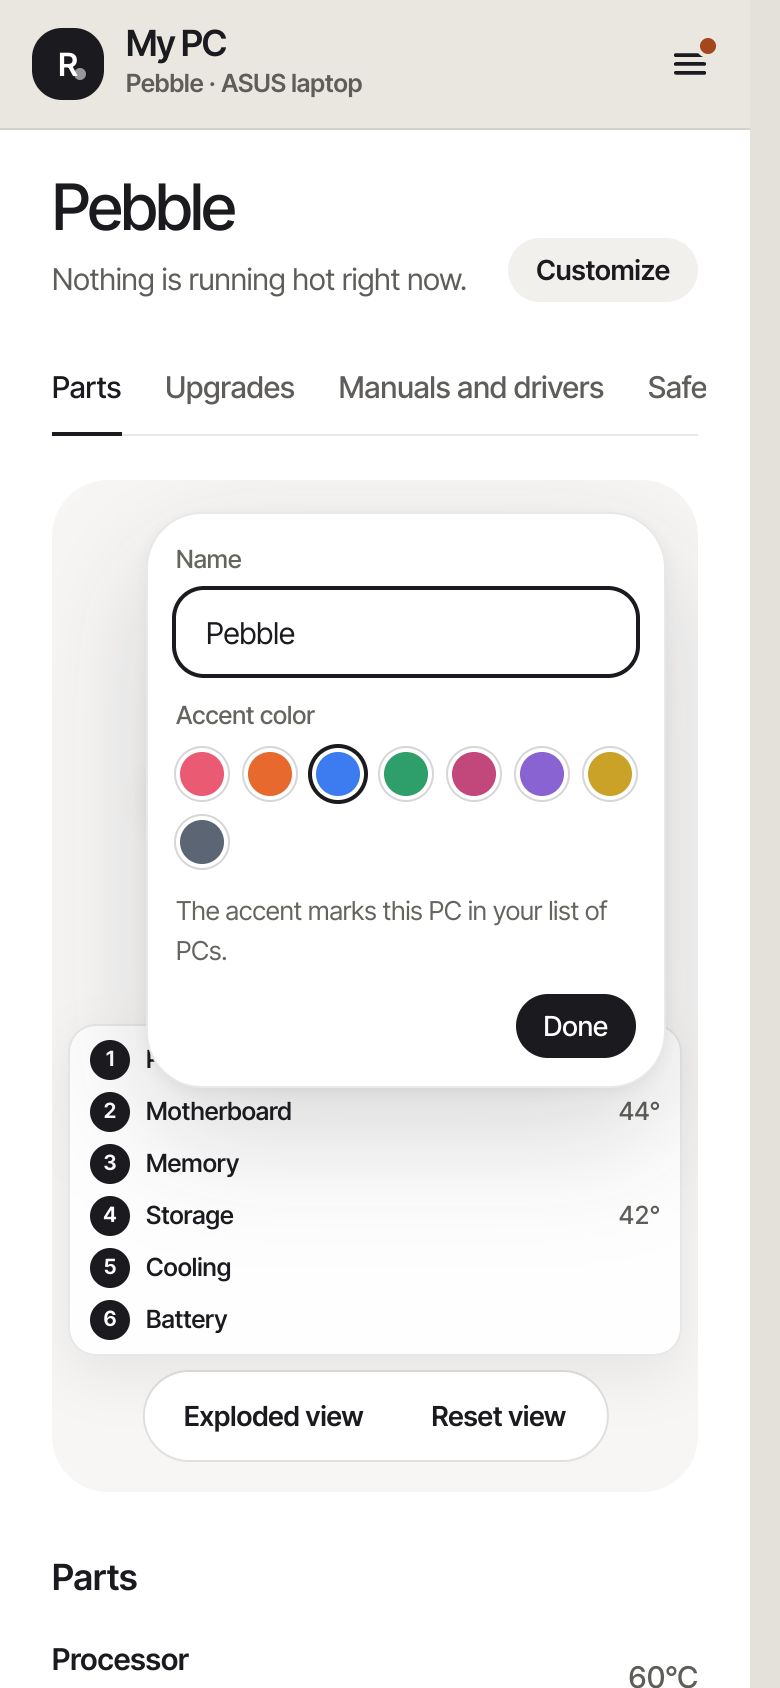 R
My PC
Pebble · ASUS laptop
Pebble
Nothing is running hot right now.
Customize
Parts
Upgrades
Manuals and drivers
Safe
Name
Pebble
Accent color
The accent marks this PC in your list of
PCs.
Done
1
2 Motherboard 44°
3 Memory
4 Storage 42°
5 Cooling
6 Battery
Exploded view
Reset view
Parts
Processor
60°C